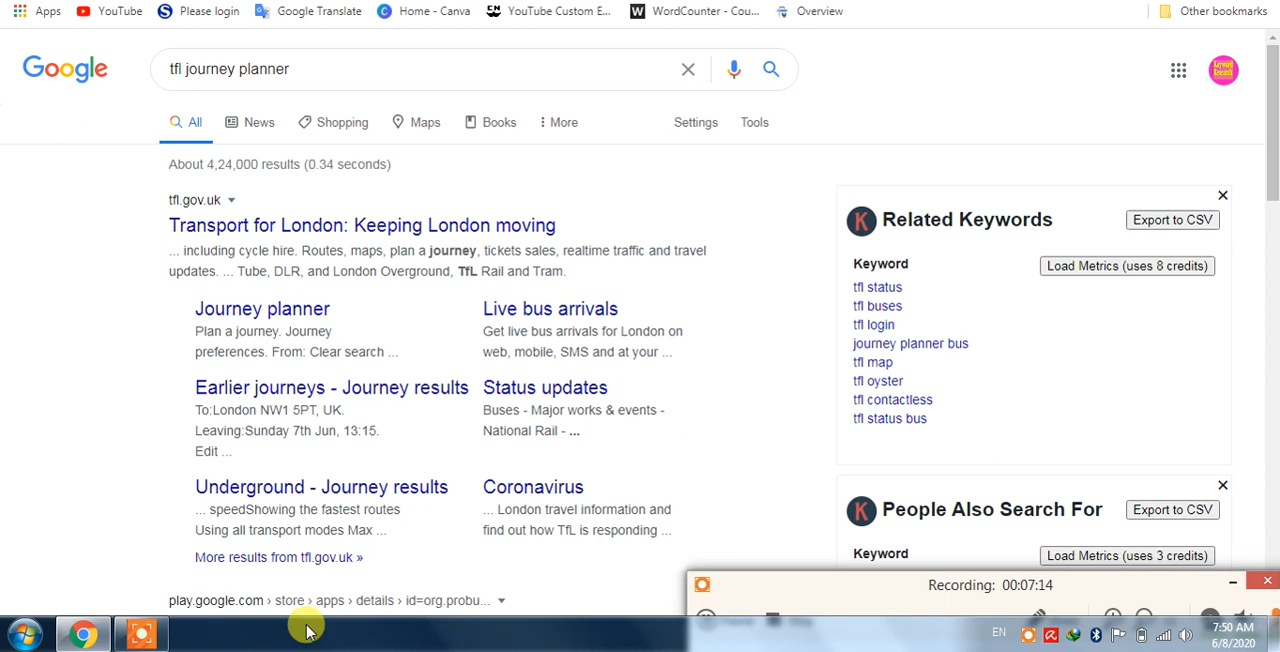 Apps YouTube Please login Google Translate Home - Canva YouTube Custom E... W WordCounter - Cou... Overview Other bookmarks
Google tfl journey planner
Keyword
Research
All News Shopping Maps Books More Settings Tools
About 4,24,000 results (0.34 seconds)
tfl.gov.uk
Transport for London: Keeping London moving
... including cycle hire. Routes, maps, plan a journey, tickets sales, realtime traffic and travel
updates. ... Tube, DLR, and London Overground, TfL Rail and Tram.
Journey planner
Plan a journey. Journey
preferences. From: Clear search ...
Live bus arrivals
Get live bus arrivals for London on
web, mobile, SMS and at your ...
Earlier journeys - Journey results
To:London NW1 5PT, UK.
Leaving:Sunday 7th Jun, 13:15.
Edit ...
Status updates
Buses - Major works & events -
National Rail - ...
Underground - Journey results
... speedShowing the fastest routes
Using all transport modes Max ...
Coronavirus
... London travel information and
find out how TfL is responding ...
More results from tfl.gov.uk »
play.google.com › store › apps › details › id=org.probu...
K Related Keywords Export to CSV
Keyword Load Metrics (uses 8 credits)
tfl status
tfl buses
tfl login
journey planner bus
tfl map
tfl oyster
tfl contactless
tfl status bus
K People Also Search For Export to CSV
Keyword Load Metrics (uses 3 credits)
Recording: 00:07:14
EN 7:50 AM
6/8/2020